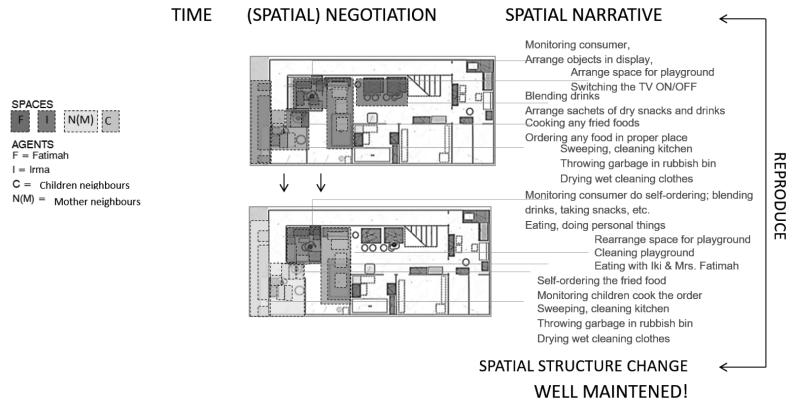 TIME (SPATIAL) NEGOTIATION SPATIAL NARRATIVE
Monitoring consumer,
Arrange objects in display,
Arrange space for playground
Switching the TV ON/OFF
Blending drinks
Arrange sachets of dry snacks and drinks
Cooking any fried foods
Ordering any food in proper place
Sweeping, cleaning kitchen
Throwing garbage in rubbish bin
Drying wet cleaning clothes
SPACES
F I N(M) C
AGENTS
F = Fatimah
I = Irma
C = Children neighbours
N(M) = Mother neighbours
Monitoring consumer do self-ordering; blending
drinks, taking snacks, etc.
Eating, doing personal things
Rearrange space for playground
Cleaning playground
Eating with Iki & Mrs. Fatimah
Self-ordering the fried food
Monitoring children cook the order
Sweeping, cleaning kitchen
Throwing garbage in rubbish bin
Drying wet cleaning clothes
REPRODUCE
SPATIAL STRUCTURE CHANGE
WELL MAINTENED!